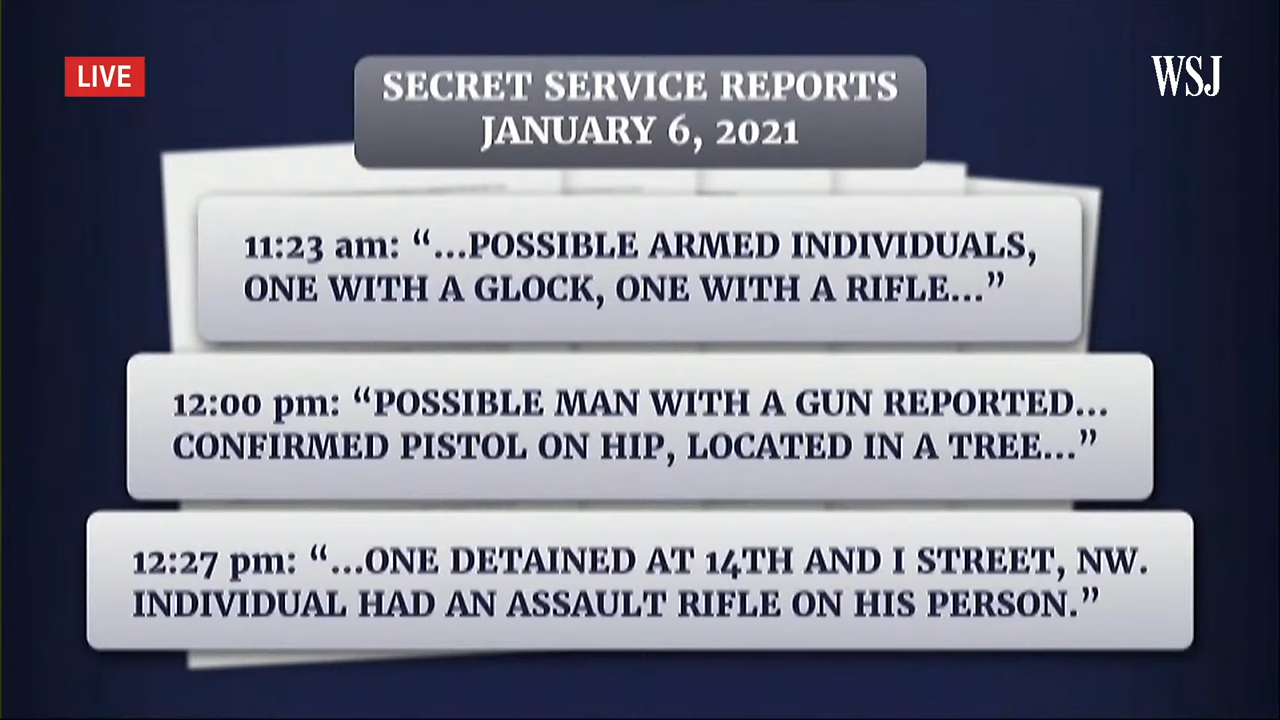 LIVE
WSJ
SECRET SERVICE REPORTS
JANUARY 6, 2021
11:23 am: “...POSSIBLE ARMED INDIVIDUALS,
ONE WITH A GLOCK, ONE WITH A RIFLE...”
12:00 pm: “POSSIBLE MAN WITH A GUN REPORTED...
CONFIRMED PISTOL ON HIP, LOCATED IN A TREE...”
12:27 pm: “...ONE DETAINED AT 14TH AND I STREET, NW.
INDIVIDUAL HAD AN ASSAULT RIFLE ON HIS PERSON.”